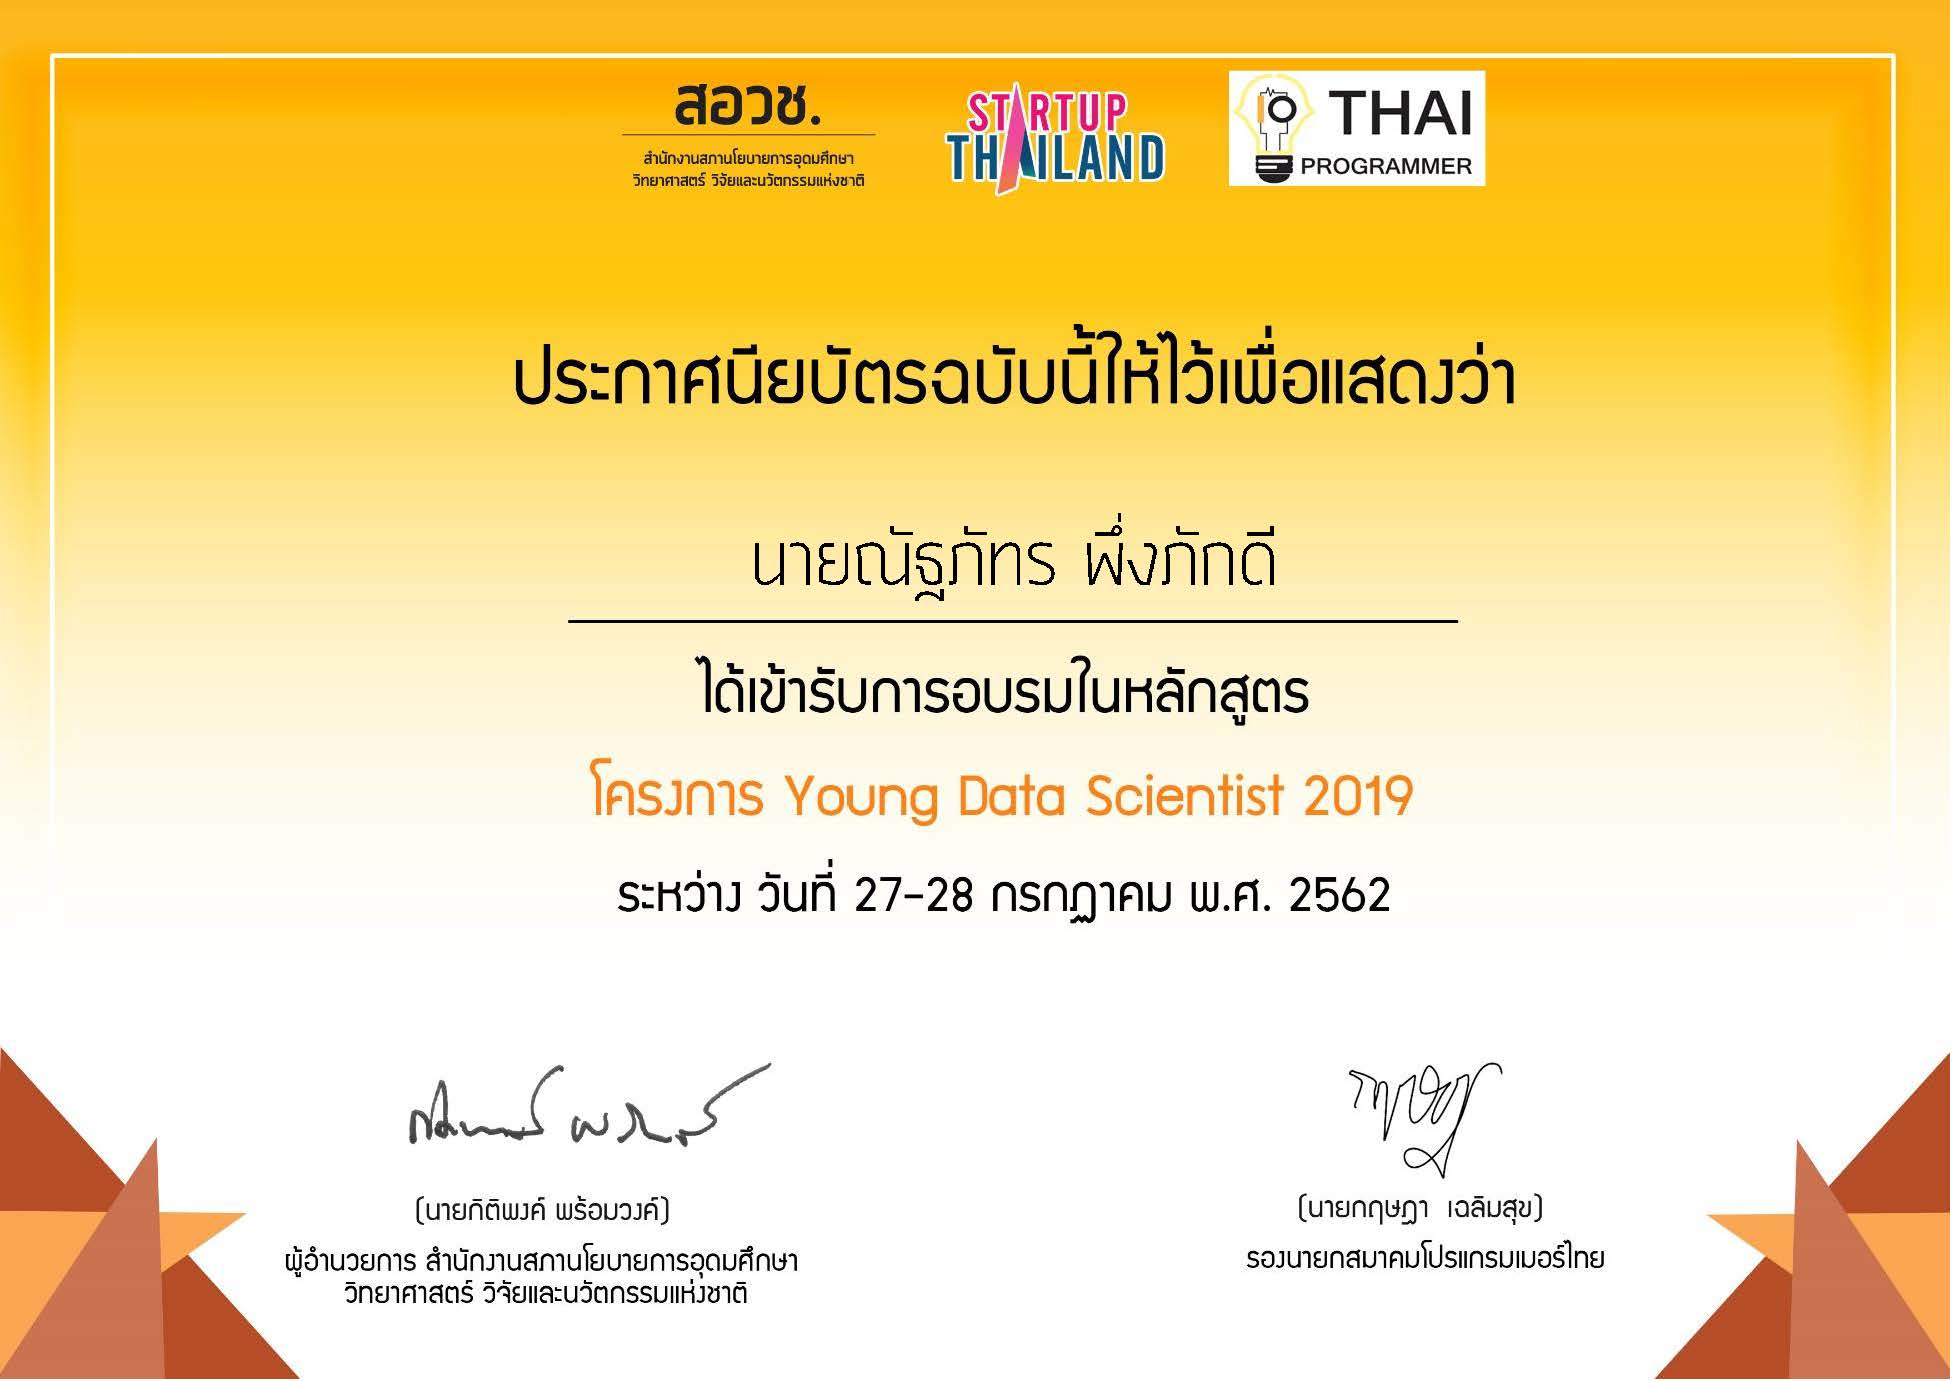 สอวช.
สำนักงานสภานโยบายการอุดมศึกษา
วิทยาศาสตร์ วิจัยและนวัตกรรมแห่งชาติ
STARTUP
THAILAND
THAI
PROGRAMMER
ประกาศนียบัตรฉบับนี้ให้ไว้เพื่อแสดงว่า
นายณัฐภัทร พึ่งภักดี
ได้เข้ารับการอบรมในหลักสูตร
โครงการ Young Data Scientist 2019
ระหว่าง วันที่ 27-28 กรกฎาคม พ.ศ. 2562
(นายกิติพงค์ พร้อมวงค์)
ผู้อำนวยการ สำนักงานสภานโยบายการอุดมศึกษา
วิทยาศาสตร์ วิจัยและนวัตกรรมแห่งชาติ
(นายกฤษฎา เฉลิมสุข)
รองนายกสมาคมโปรแกรมเมอร์ไทย